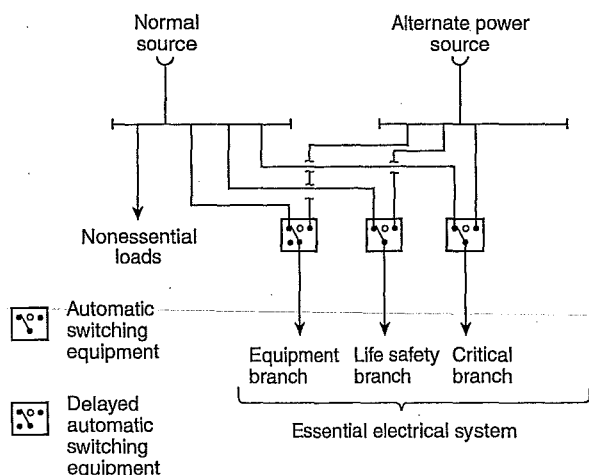 Normal
source
Alternate power
source
Nonessential
loads
Automatic
switching
equipment
Equipment
branch
Life safety
branch
Critical
branch
Delayed
automatic
switching
equipment
Essential electrical system